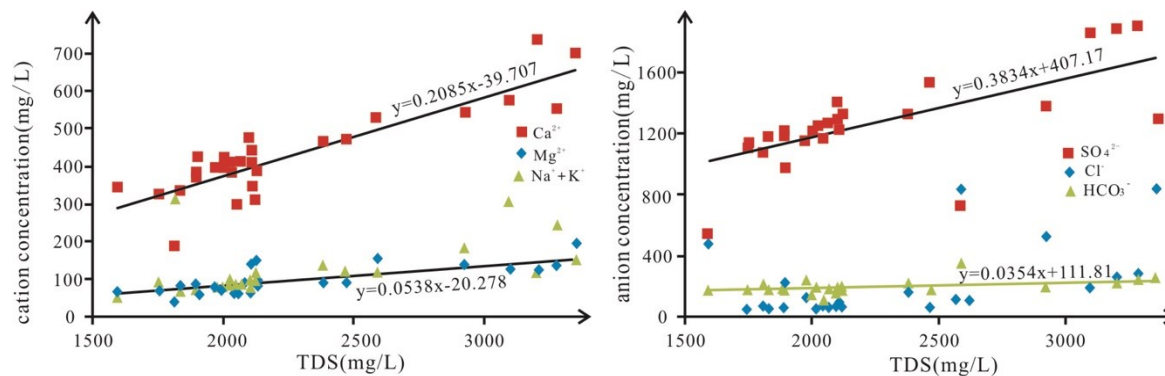 cation concentration(mg/L)
700
600
500
400
300
200
100
0
y=0.2085x-39.707
Ca²⁺
Mg²⁺
Na⁺+K⁺
y=0.0538x-20.278
1500
2000
2500
3000
TDS(mg/L)
anion concentration(mg/L)
1600
1200
800
400
0
y=0.3834+407.17
SO₄²⁻
Cl⁻
HCO₃⁻
y=0.0354x+111.81
1500
2000
2500
3000
TDS(mg/L)